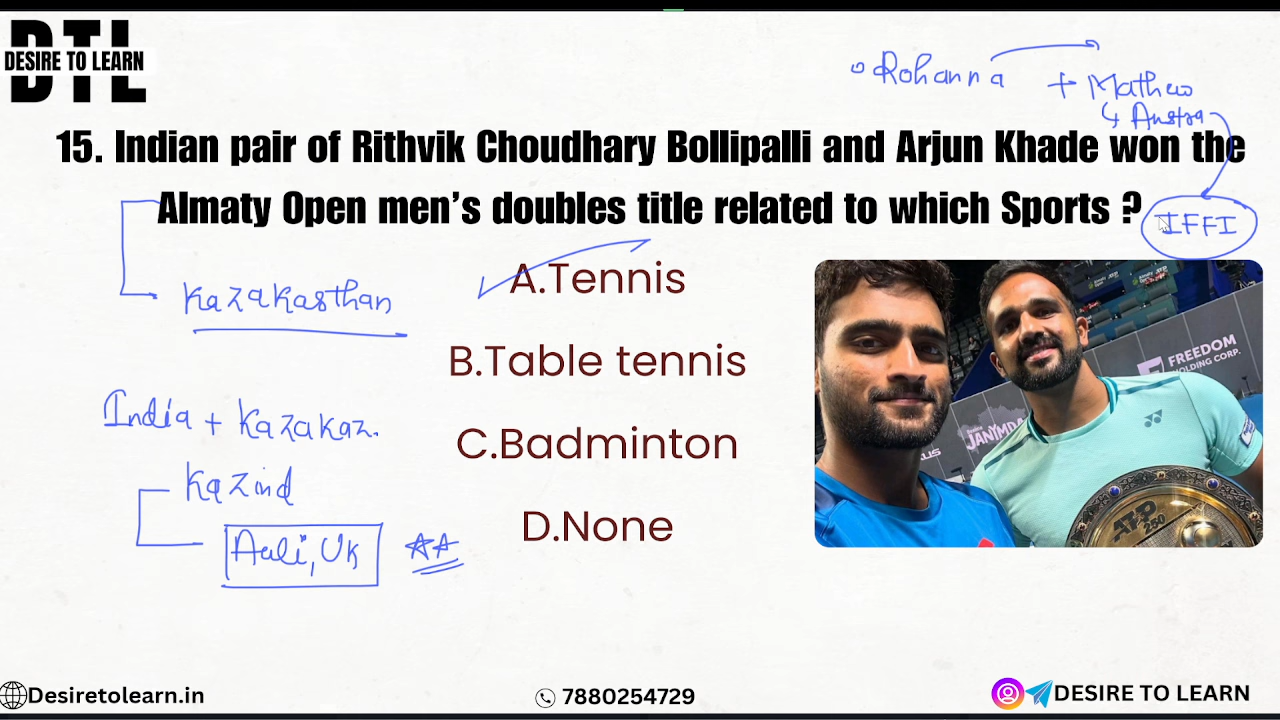 DTL
DESIRE TO LEARN
Rohanna + Mathew
Austra
15. Indian pair of Rithvik Choudhary Bollipalli and Arjun Khade won the
Almaty Open men's doubles title related to which Sports ?
IFFI
Kazakasthan
A.Tennis
B.Table tennis
C.Badminton
D.None
India + Kazakaz.
Kazind
Auli, UK
FREEDOM
HOLDING CORP.
JANYMDA
ATP
250
Desiretolearn.in
7880254729
DESIRE TO LEARN